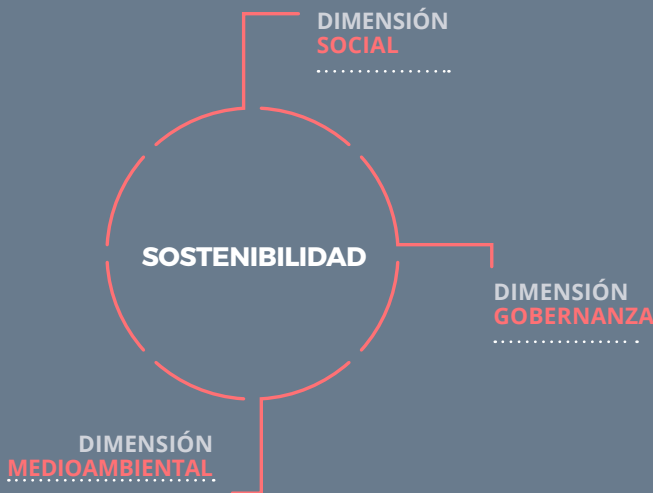 DIMENSIÓN
SOCIAL
SOSTENIBILIDAD
DIMENSIÓN
GOBERNANZA
DIMENSIÓN
MEDIOAMBIENTAL